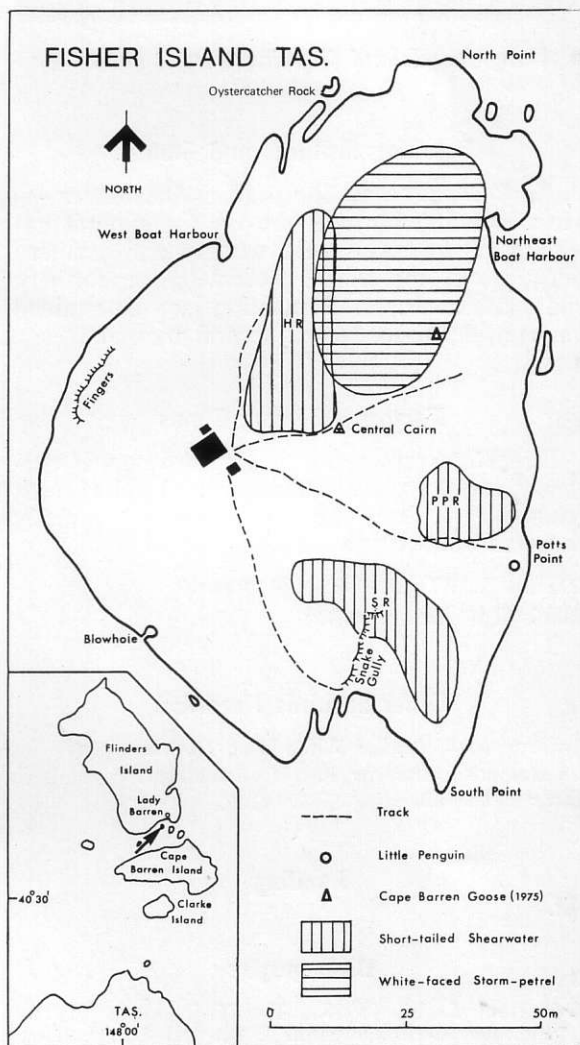 FISHER ISLAND TAS.
North Point
Oystercatcher Rock
NORTH
West Boat Harbour
Northeast
Boat Harbour
HR
Fingers
Central Cairn
PPR
Potts
Point
SR
Snake
Gully
Blowhole
South Point
Flinders
Island
Lady
Barren
Cape
Barren Island
Clarke
Island
40°30'
TAS.
148°00'
Track
Little Penguin
Cape Barren Goose (1975)
Short-tailed Shearwater
White-faced Storm-petrel
0 25 50m